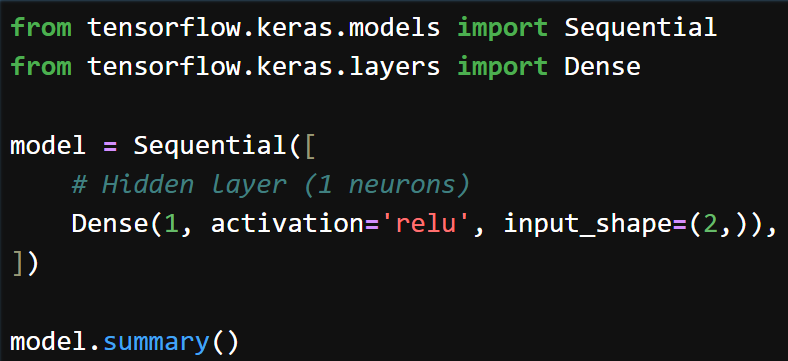 from tensorflow.keras.models import Sequential
from tensorflow.keras.layers import Dense

model = Sequential([
    # Hidden layer (1 neurons)
    Dense(1, activation='relu', input_shape=(2,)),
])

model.summary()